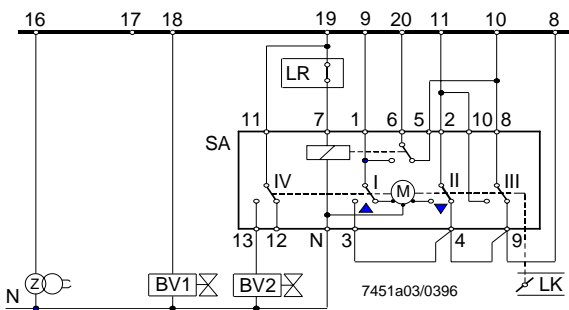 16 17 18 19 9 20 11 10 8
LR
11 7 1 6 5 2 10 8
SA
IV I M II III
13 12 N 3 4 9
Z BV1 BV2 7451a03/0396 LK
N